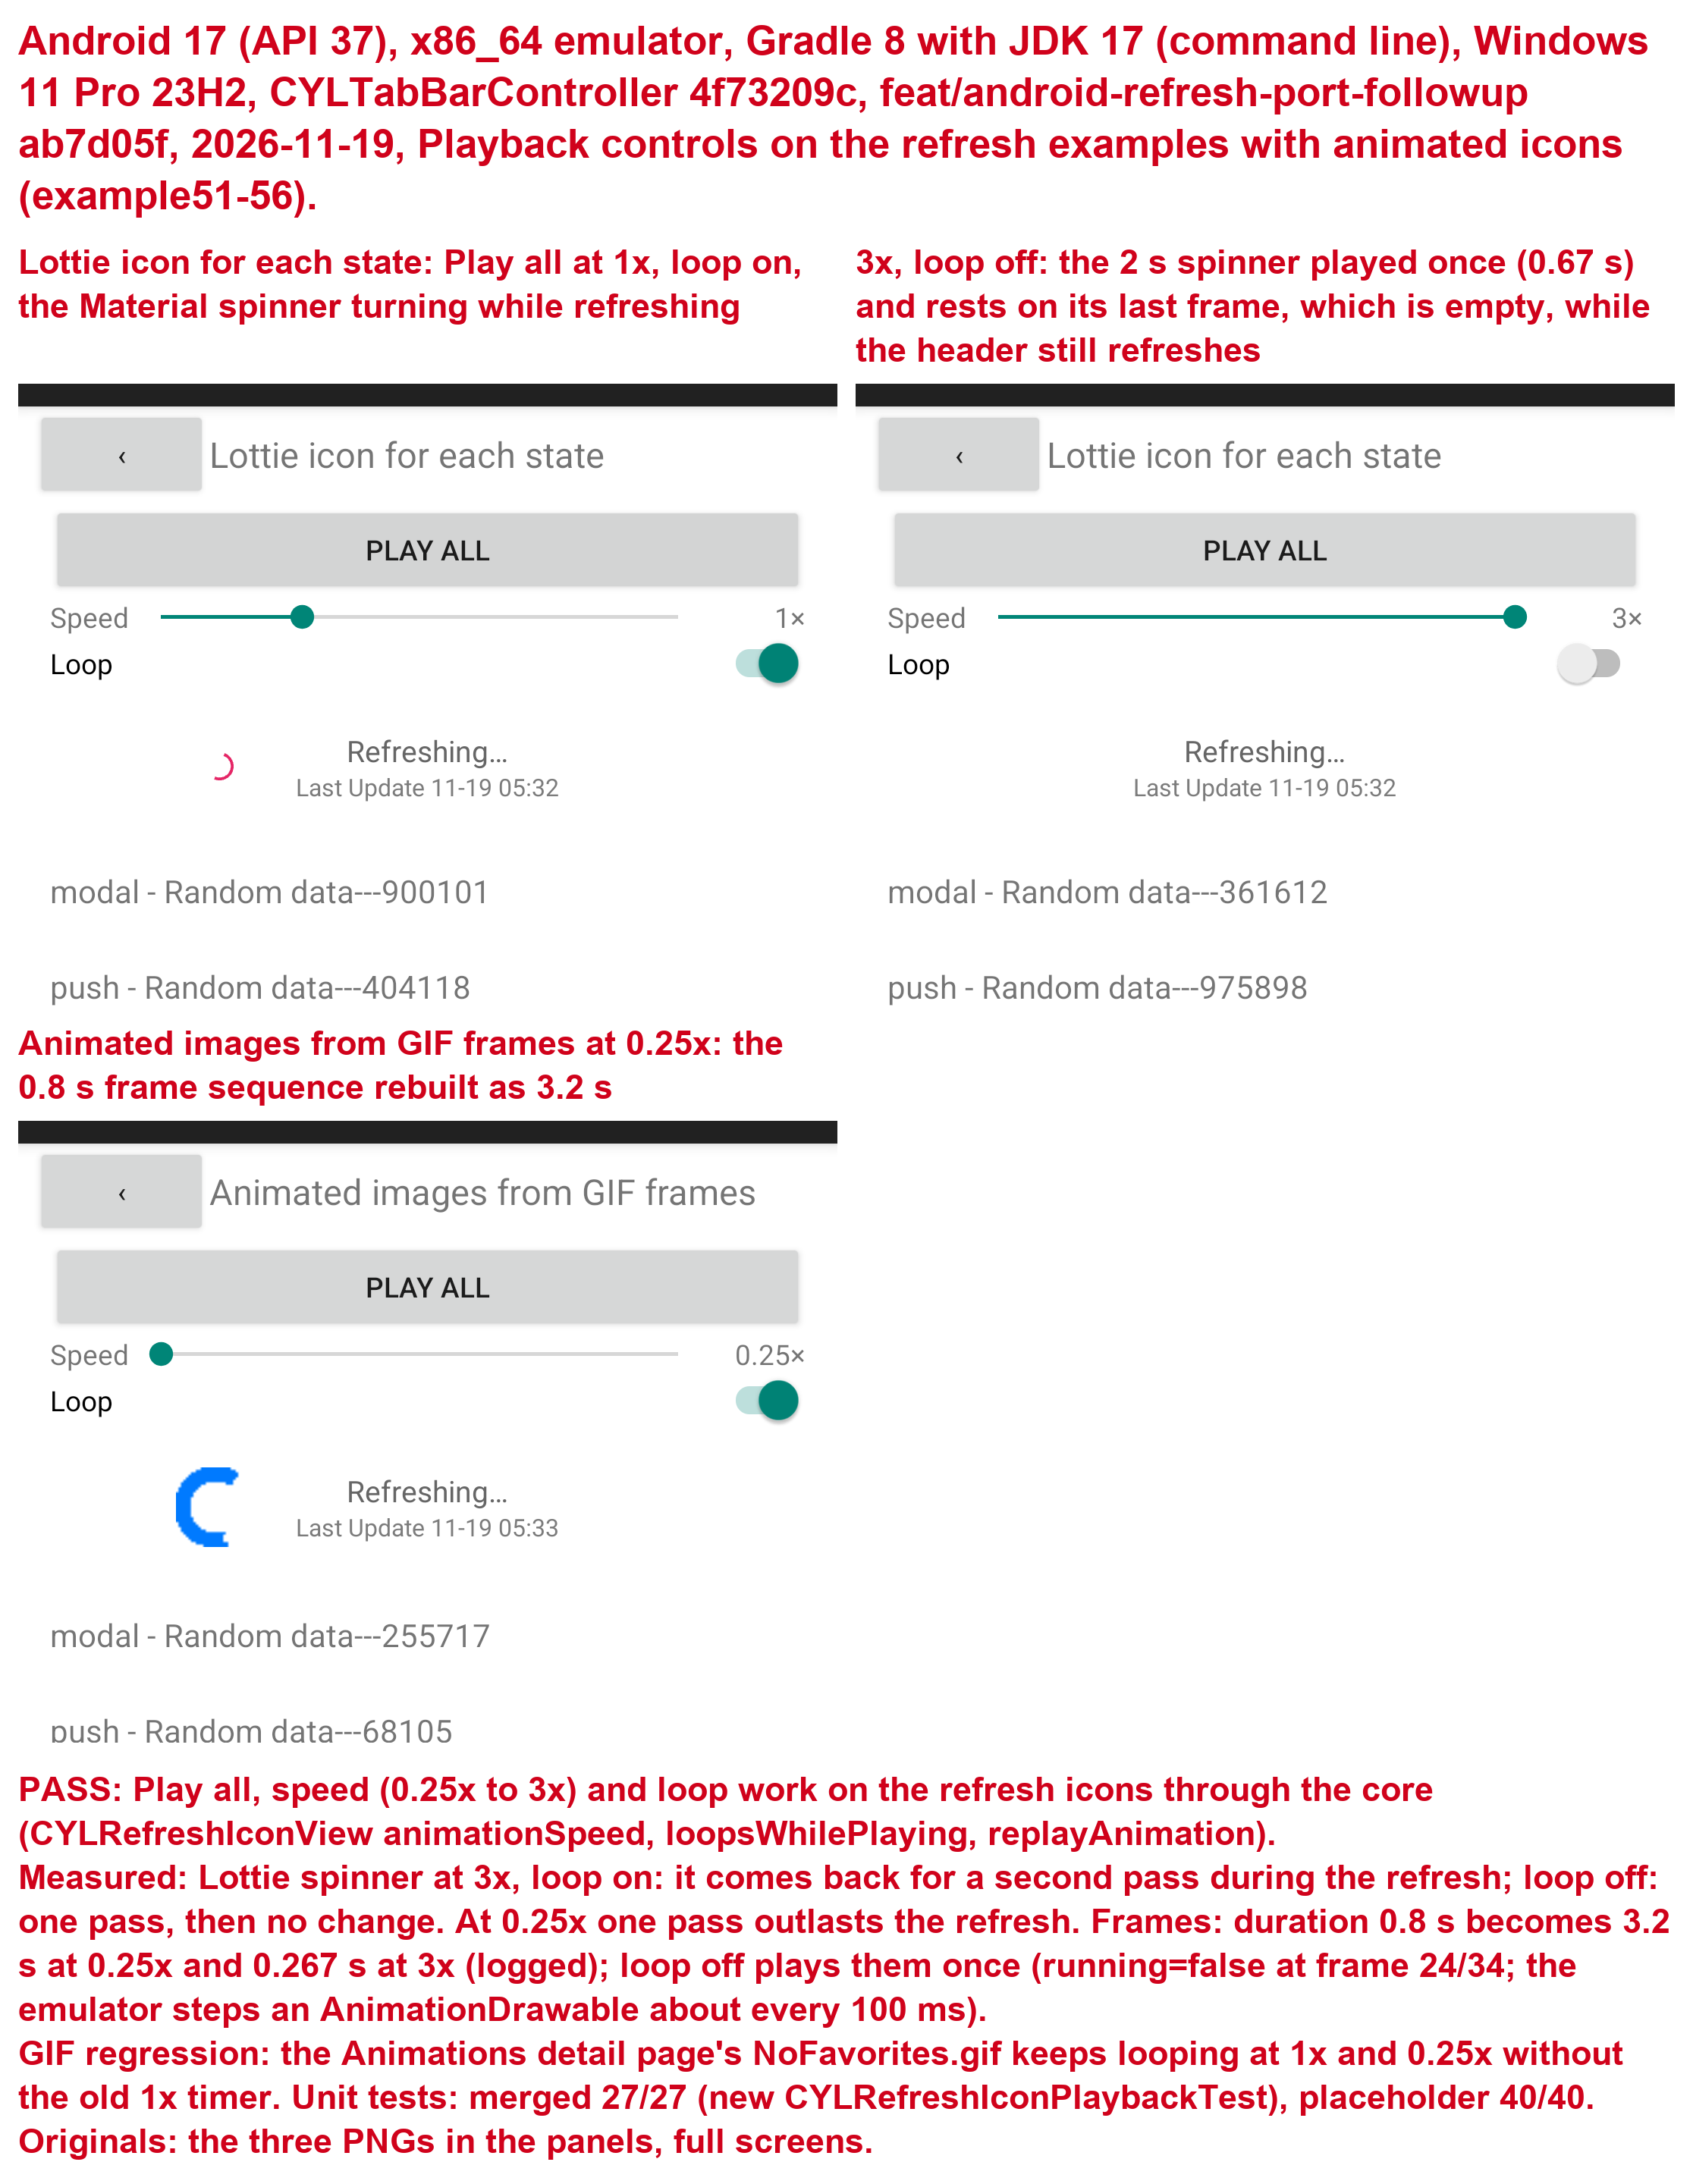 Android 17 (API 37), x86_64 emulator, Gradle 8 with JDK 17 (command line), Windows
11 Pro 23H2, CYLTabBarController 4f73209c, feat/android-refresh-port-followup
ab7d05f, 2026-11-19, Playback controls on the refresh examples with animated icons
(example51-56).
Lottie icon for each state: Play all at 1x, loop on,
the Material spinner turning while refreshing
‹
Lottie icon for each state
PLAY ALL
Speed
1×
Loop
Refreshing...
Last Update 11-19 05:32
modal - Random data---900101
push - Random data---404118
3x, loop off: the 2 s spinner played once (0.67 s)
and rests on its last frame, which is empty, while
the header still refreshes
‹
Lottie icon for each state
PLAY ALL
Speed
3×
Loop
Refreshing...
Last Update 11-19 05:32
modal - Random data---361612
push - Random data---975898
Animated images from GIF frames at 0.25x: the
0.8 s frame sequence rebuilt as 3.2 s
‹
Animated images from GIF frames
PLAY ALL
Speed
0.25×
Loop
Refreshing...
Last Update 11-19 05:33
modal - Random data---255717
push - Random data---68105
PASS: Play all, speed (0.25x to 3x) and loop work on the refresh icons through the core
(CYLRefreshIconView animationSpeed, loopsWhilePlaying, replayAnimation).
Measured: Lottie spinner at 3x, loop on: it comes back for a second pass during the refresh; loop off:
one pass, then no change. At 0.25x one pass outlasts the refresh. Frames: duration 0.8 s becomes 3.2
s at 0.25x and 0.267 s at 3x (logged); loop off plays them once (running=false at frame 24/34; the
emulator steps an AnimationDrawable about every 100 ms).
GIF regression: the Animations detail page's NoFavorites.gif keeps looping at 1x and 0.25x without
the old 1x timer. Unit tests: merged 27/27 (new CYLRefreshIconPlaybackTest), placeholder 40/40.
Originals: the three PNGs in the panels, full screens.